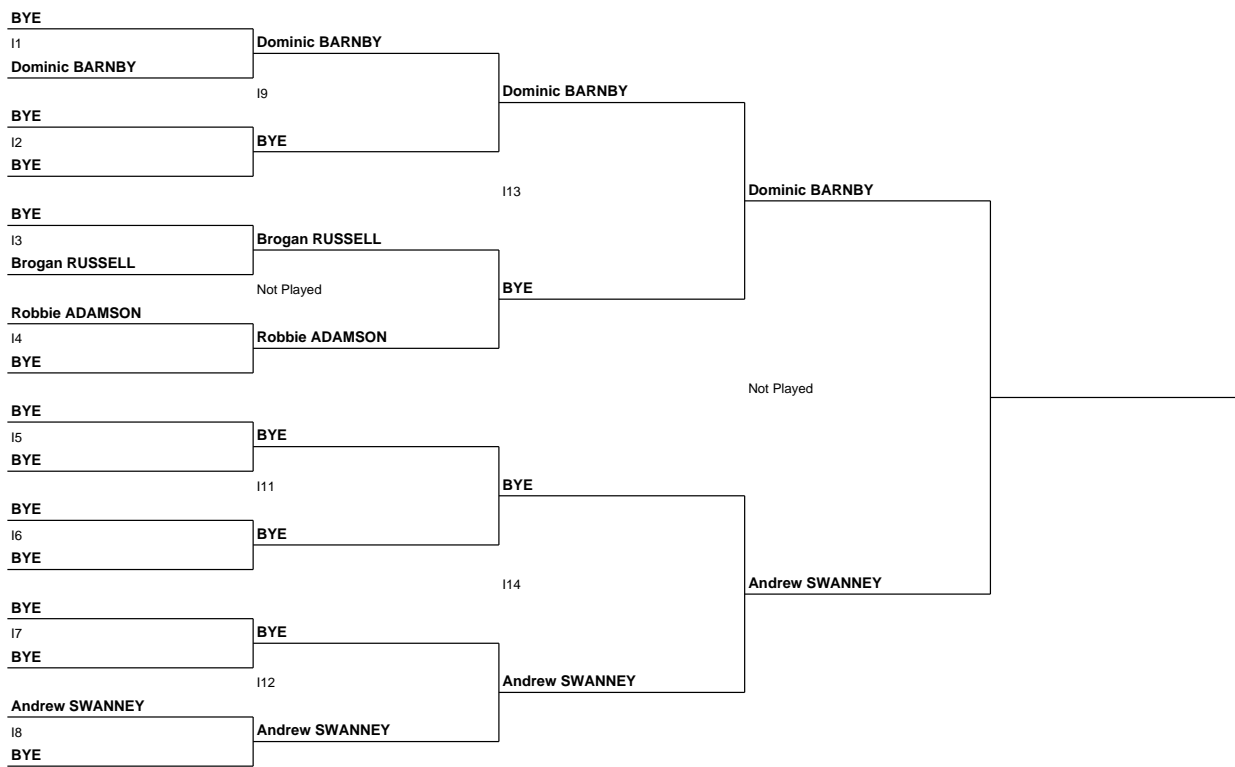 BYE
I1
Dominic BARNBY
BYE
I2
BYE
BYE
I3
Brogan RUSSELL
Robbie ADAMSON
I4
BYE
BYE
I5
BYE
BYE
I6
BYE
BYE
I7
BYE
Andrew SWANNEY
I8
BYE
Dominic BARNBY
I9
BYE
Brogan RUSSELL
Not Played
Robbie ADAMSON
BYE
I11
BYE
BYE
I12
Andrew SWANNEY
Dominic BARNBY
I13
BYE
BYE
I14
Andrew SWANNEY
Dominic BARNBY
Not Played
Andrew SWANNEY